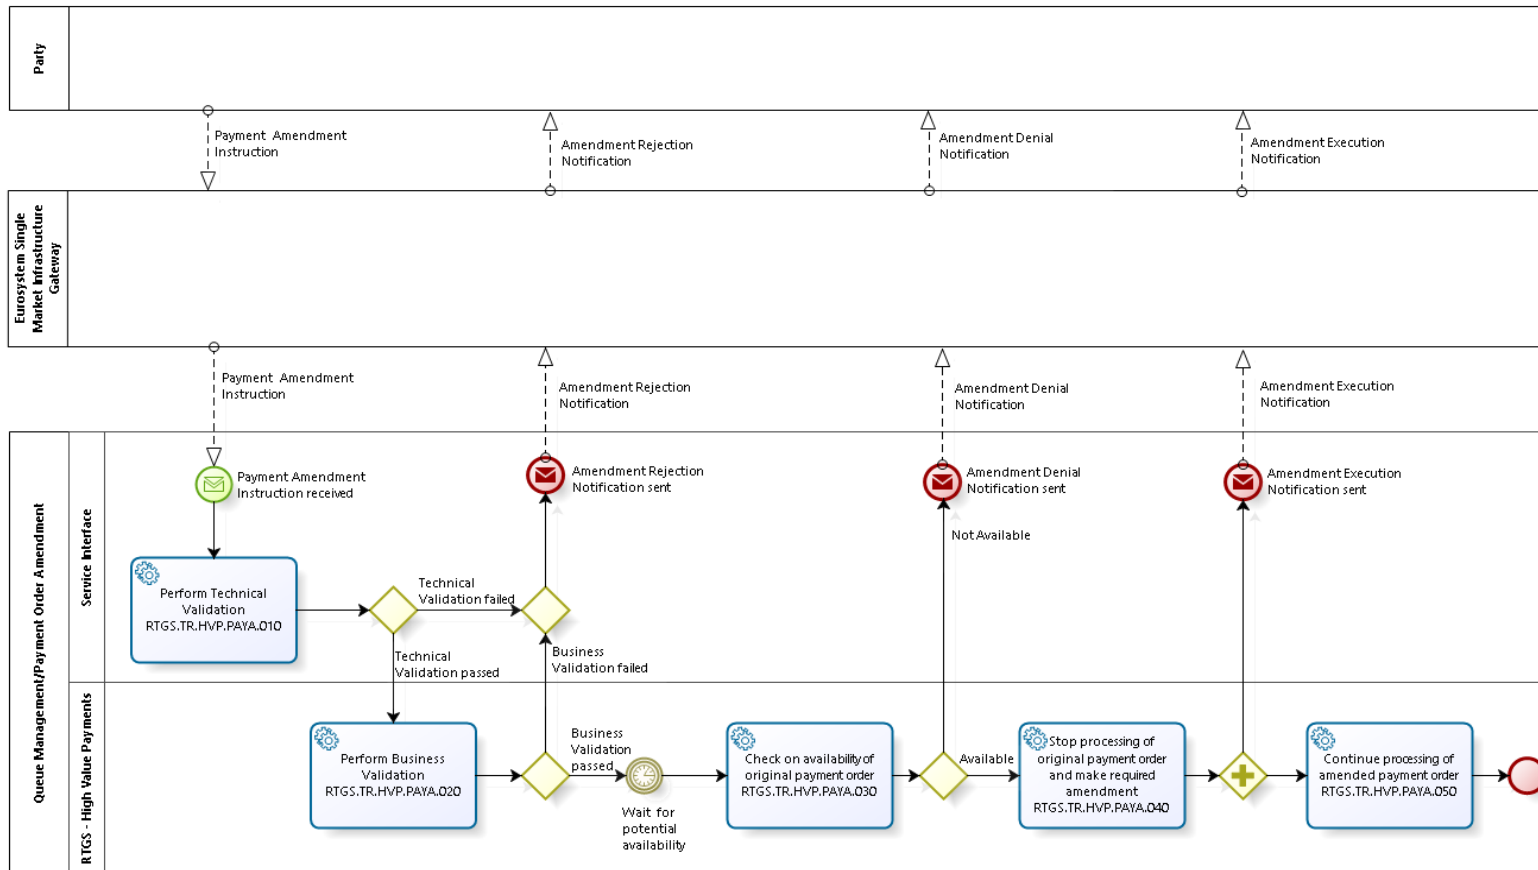 Party
Payment Amendment
Instruction
Amendment Rejection
Notification
Amendment Denial
Notification
Amendment Execution
Notification
Eurosystem Single
Market Infrastructure
Gateway
Payment Amendment
Instruction
Amendment Rejection
Notification
Amendment Denial
Notification
Amendment Execution
Notification
Queue Management/Payment Order Amendment
Service Interface
Payment Amendment
Instruction received
Amendment Rejection
Notification sent
Amendment Denial
Notification sent
Amendment Execution
Notification sent
Not Available
Perform Technical
Validation
RTGS.TR.HVP.PAYA.010
Technical
Validation failed
Technical
Validation passed
Business
Validation failed
RTGS - High Value Payments
Perform Business
Validation
RTGS.TR.HVP.PAYA.020
Business
Validation
passed
Wait for
potential
availability
Check on availability of
original payment order
RTGS.TR.HVP.PAYA.030
Available
Stop processing of
original payment order
and make required
amendment
RTGS.TR.HVP.PAYA.040
Continue processing of
amended payment order
RTGS.TR.HVP.PAYA.050